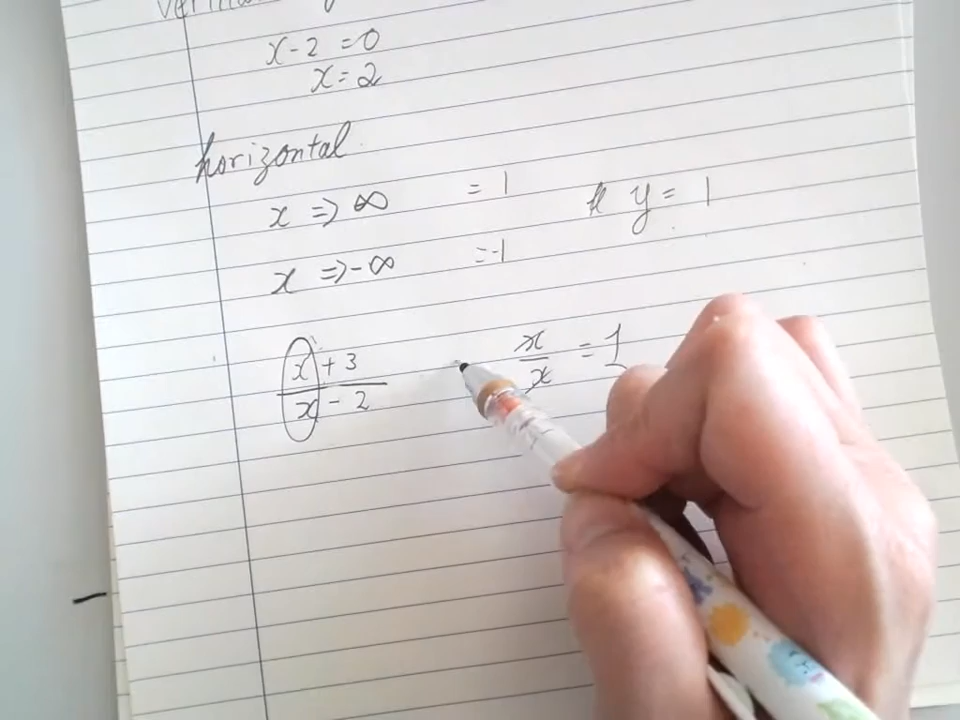 x - 2 = 0
x = 2
horizontal
x ⇒ ∞ = 1 y = 1
x ⇒ -∞ = -1
x + 3 / x - 2 x / x = 1